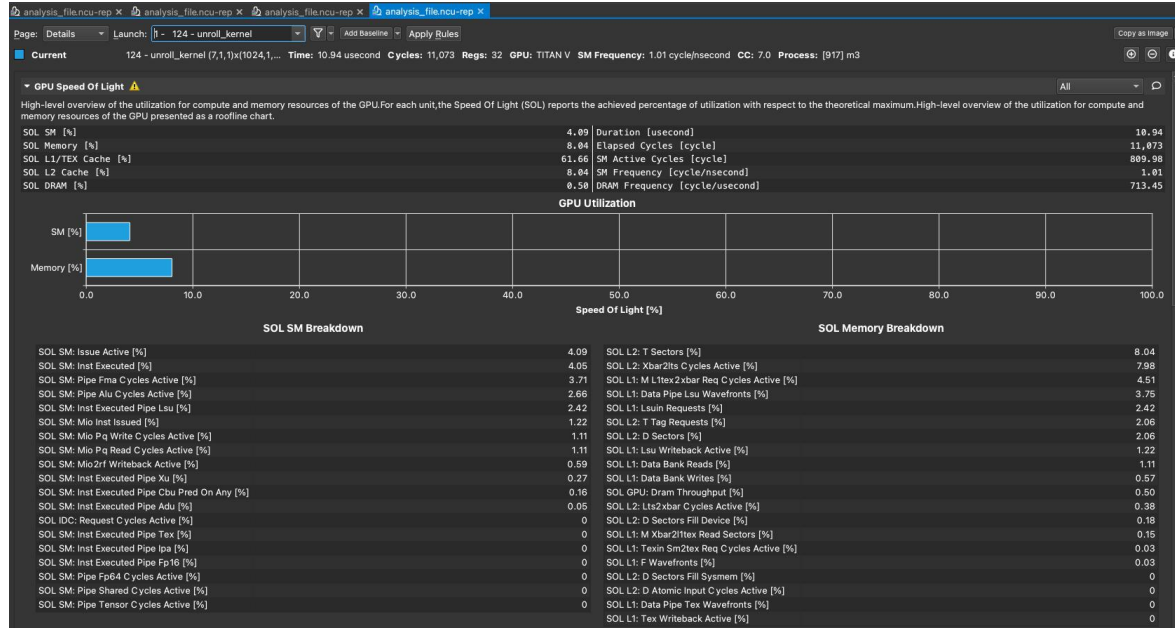 analysis_file.ncu-rep × analysis_file.ncu-rep × analysis_file.ncu-rep × analysis_file.ncu-rep ×
Page: Details Launch: 1 - 124 - unroll_kernel Add Baseline Apply Rules Copy as Image
Current 124 - unroll_kernel (7,1,1)x(1024,1,... Time: 10.94 usecond Cycles: 11,073 Regs: 32 GPU: TITAN V SM Frequency: 1.01 cycle/nsecond CC: 7.0 Process: [917] m3
GPU Speed Of Light All
High-level overview of the utilization for compute and memory resources of the GPU.For each unit,the Speed Of Light (SOL) reports the achieved percentage of utilization with respect to the theoretical maximum.High-level overview of the utilization for compute and
memory resources of the GPU presented as a roofline chart.
SOL SM [%] 4.09 Duration [usecond] 10.94
SOL Memory [%] 8.04 Elapsed Cycles [cycle] 11,073
SOL L1/TEX Cache [%] 61.66 SM Active Cycles [cycle] 809.98
SOL L2 Cache [%] 8.04 SM Frequency [cycle/nsecond] 1.01
SOL DRAM [%] 0.50 DRAM Frequency [cycle/usecond] 713.45
GPU Utilization
SM [%]
Memory [%]
0.0 10.0 20.0 30.0 40.0 50.0 60.0 70.0 80.0 90.0 100.0
Speed Of Light [%]
SOL SM Breakdown
SOL SM: Issue Active [%] 4.09
SOL SM: Inst Executed [%] 4.05
SOL SM: Pipe Fma Cycles Active [%] 3.71
SOL SM: Pipe Alu Cycles Active [%] 2.66
SOL SM: Inst Executed Pipe Lsu [%] 2.42
SOL SM: Mio Inst Issued [%] 1.22
SOL SM: Mio Pq Write Cycles Active [%] 1.11
SOL SM: Mio Pq Read Cycles Active [%] 1.11
SOL SM: Mio2rf Writeback Active [%] 0.59
SOL SM: Inst Executed Pipe Xu [%] 0.27
SOL SM: Inst Executed Pipe Cbu Pred On Any [%] 0.16
SOL SM: Inst Executed Pipe Adu [%] 0.05
SOL IDC: Request Cycles Active [%] 0
SOL SM: Inst Executed Pipe Tex [%] 0
SOL SM: Inst Executed Pipe Ipa [%] 0
SOL SM: Inst Executed Pipe Fp16 [%] 0
SOL SM: Pipe Fp64 Cycles Active [%] 0
SOL SM: Pipe Shared Cycles Active [%] 0
SOL SM: Pipe Tensor Cycles Active [%] 0
SOL Memory Breakdown
SOL L2: T Sectors [%] 8.04
SOL L2: Xbar2lts Cycles Active [%] 7.98
SOL L1: M L1tex2xbar Req Cycles Active [%] 4.51
SOL L1: Data Pipe Lsu Wavefronts [%] 3.75
SOL L1: Lsuin Requests [%] 2.42
SOL L2: T Tag Requests [%] 2.06
SOL L2: D Sectors [%] 2.06
SOL L1: Lsu Writeback Active [%] 1.22
SOL L1: Data Bank Reads [%] 1.11
SOL L1: Data Bank Writes [%] 0.57
SOL GPU: Dram Throughput [%] 0.50
SOL L2: Lts2xbar Cycles Active [%] 0.38
SOL L2: D Sectors Fill Device [%] 0.18
SOL L1: M Xbar2l1tex Read Sectors [%] 0.15
SOL L1: Texin Sm2tex Req Cycles Active [%] 0.03
SOL L1: F Wavefronts [%] 0.03
SOL L2: D Sectors Fill Sysmem [%] 0
SOL L2: D Atomic Input Cycles Active [%] 0
SOL L1: Data Pipe Tex Wavefronts [%] 0
SOL L1: Tex Writeback Active [%] 0